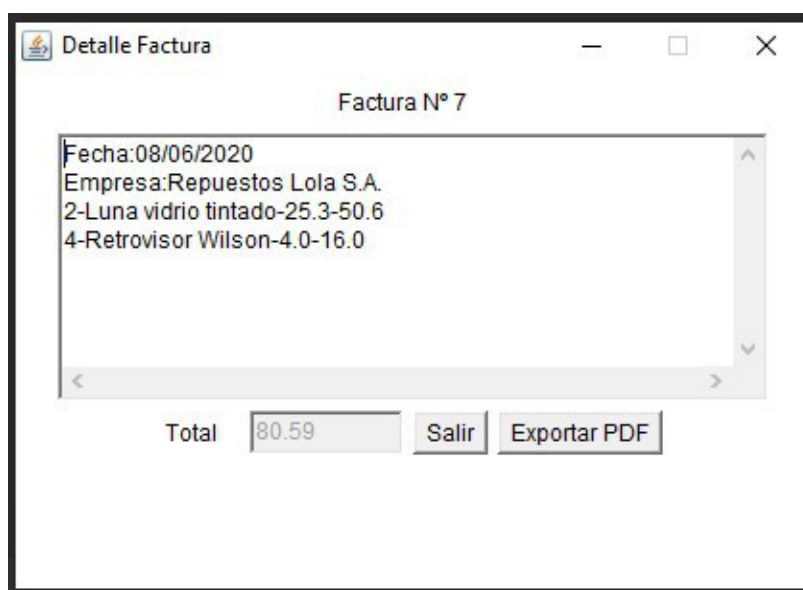 Detalle Factura
Factura Nº 7
Fecha:08/06/2020
Empresa:Repuestos Lola S.A.
2-Luna vidrio tintado-25.3-50.6
4-Retrovisor Wilson-4.0-16.0
Total 80.59 Salir Exportar PDF